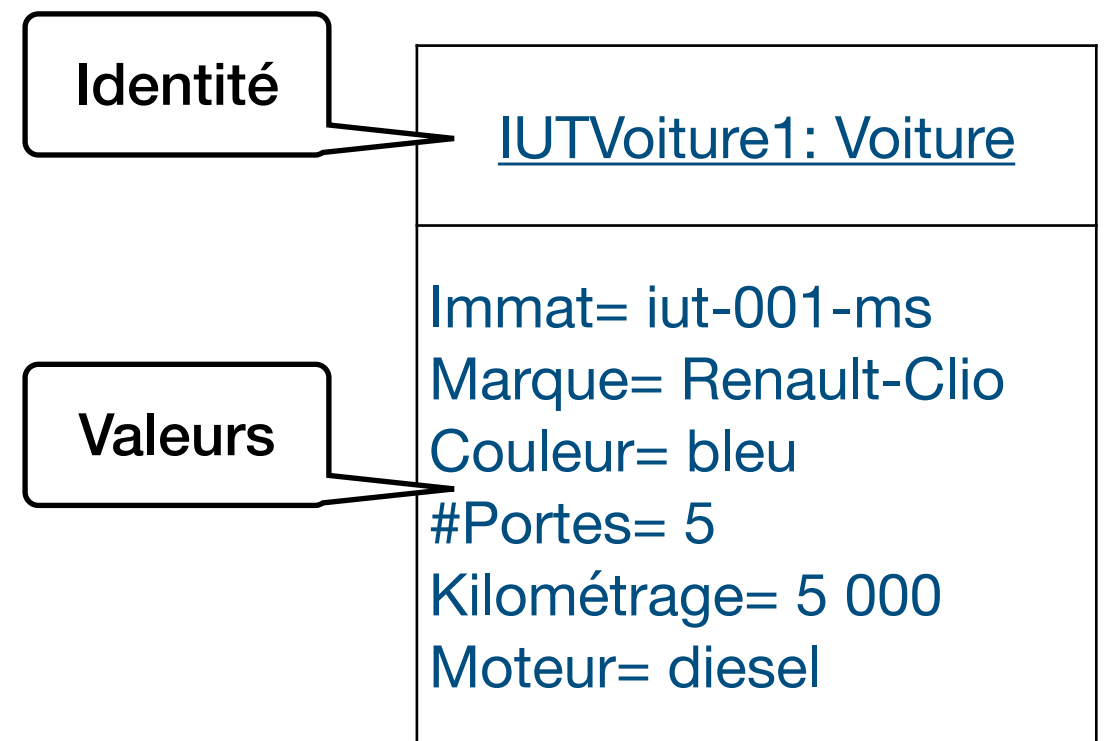 Identité
IUTVoiture1: Voiture
Valeurs
Immat= iut-001-ms
Marque= Renault-Clio
Couleur= bleu
#Portes= 5
Kilométrage= 5 000
Moteur= diesel